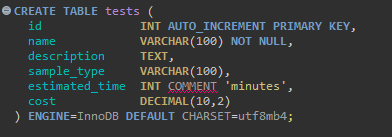 CREATE TABLE tests (
id INT AUTO_INCREMENT PRIMARY KEY,
name VARCHAR(100) NOT NULL,
description TEXT,
sample_type VARCHAR(100),
estimated_time INT COMMENT 'minutes',
cost DECIMAL(10,2)
) ENGINE=InnoDB DEFAULT CHARSET=utf8mb4;